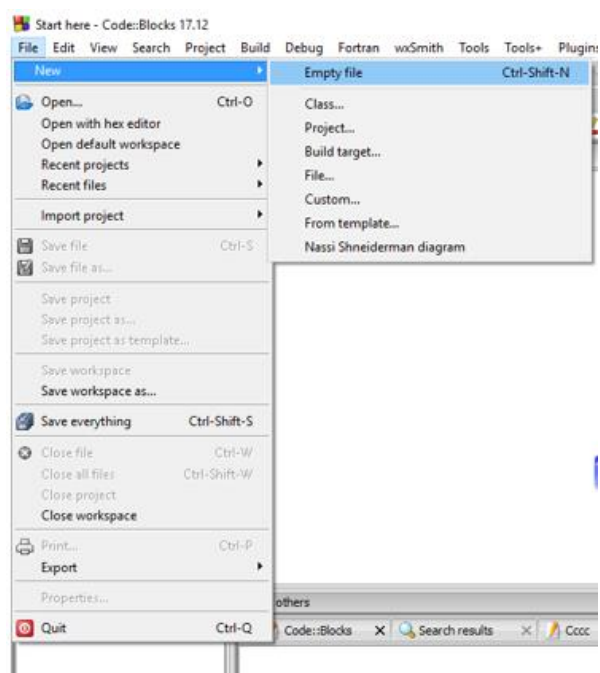 Start here - Code::Blocks 17.12
File Edit View Search Project Build Debug Fortran wxSmith Tools Tools+ Plugins
New
Empty file Ctrl-Shift-N
Open... Ctrl-O
Class...
Open with hex editor
Project...
Open default workspace
Build target...
Recent projects
File...
Recent files
Custom...
Import project
From template...
Save file Ctrl-S
Nassi Shneiderman diagram
Save file as...
Save project
Save project as...
Save project as template...
Save workspace
Save workspace as...
Save everything Ctrl-Shift-S
Close file Ctrl-W
Close all files Ctrl-Shift-W
Close project
Close workspace
Print... Ctrl-P
Export
Properties...
others
Quit Ctrl-Q
Code::Blocks Search results Cccc